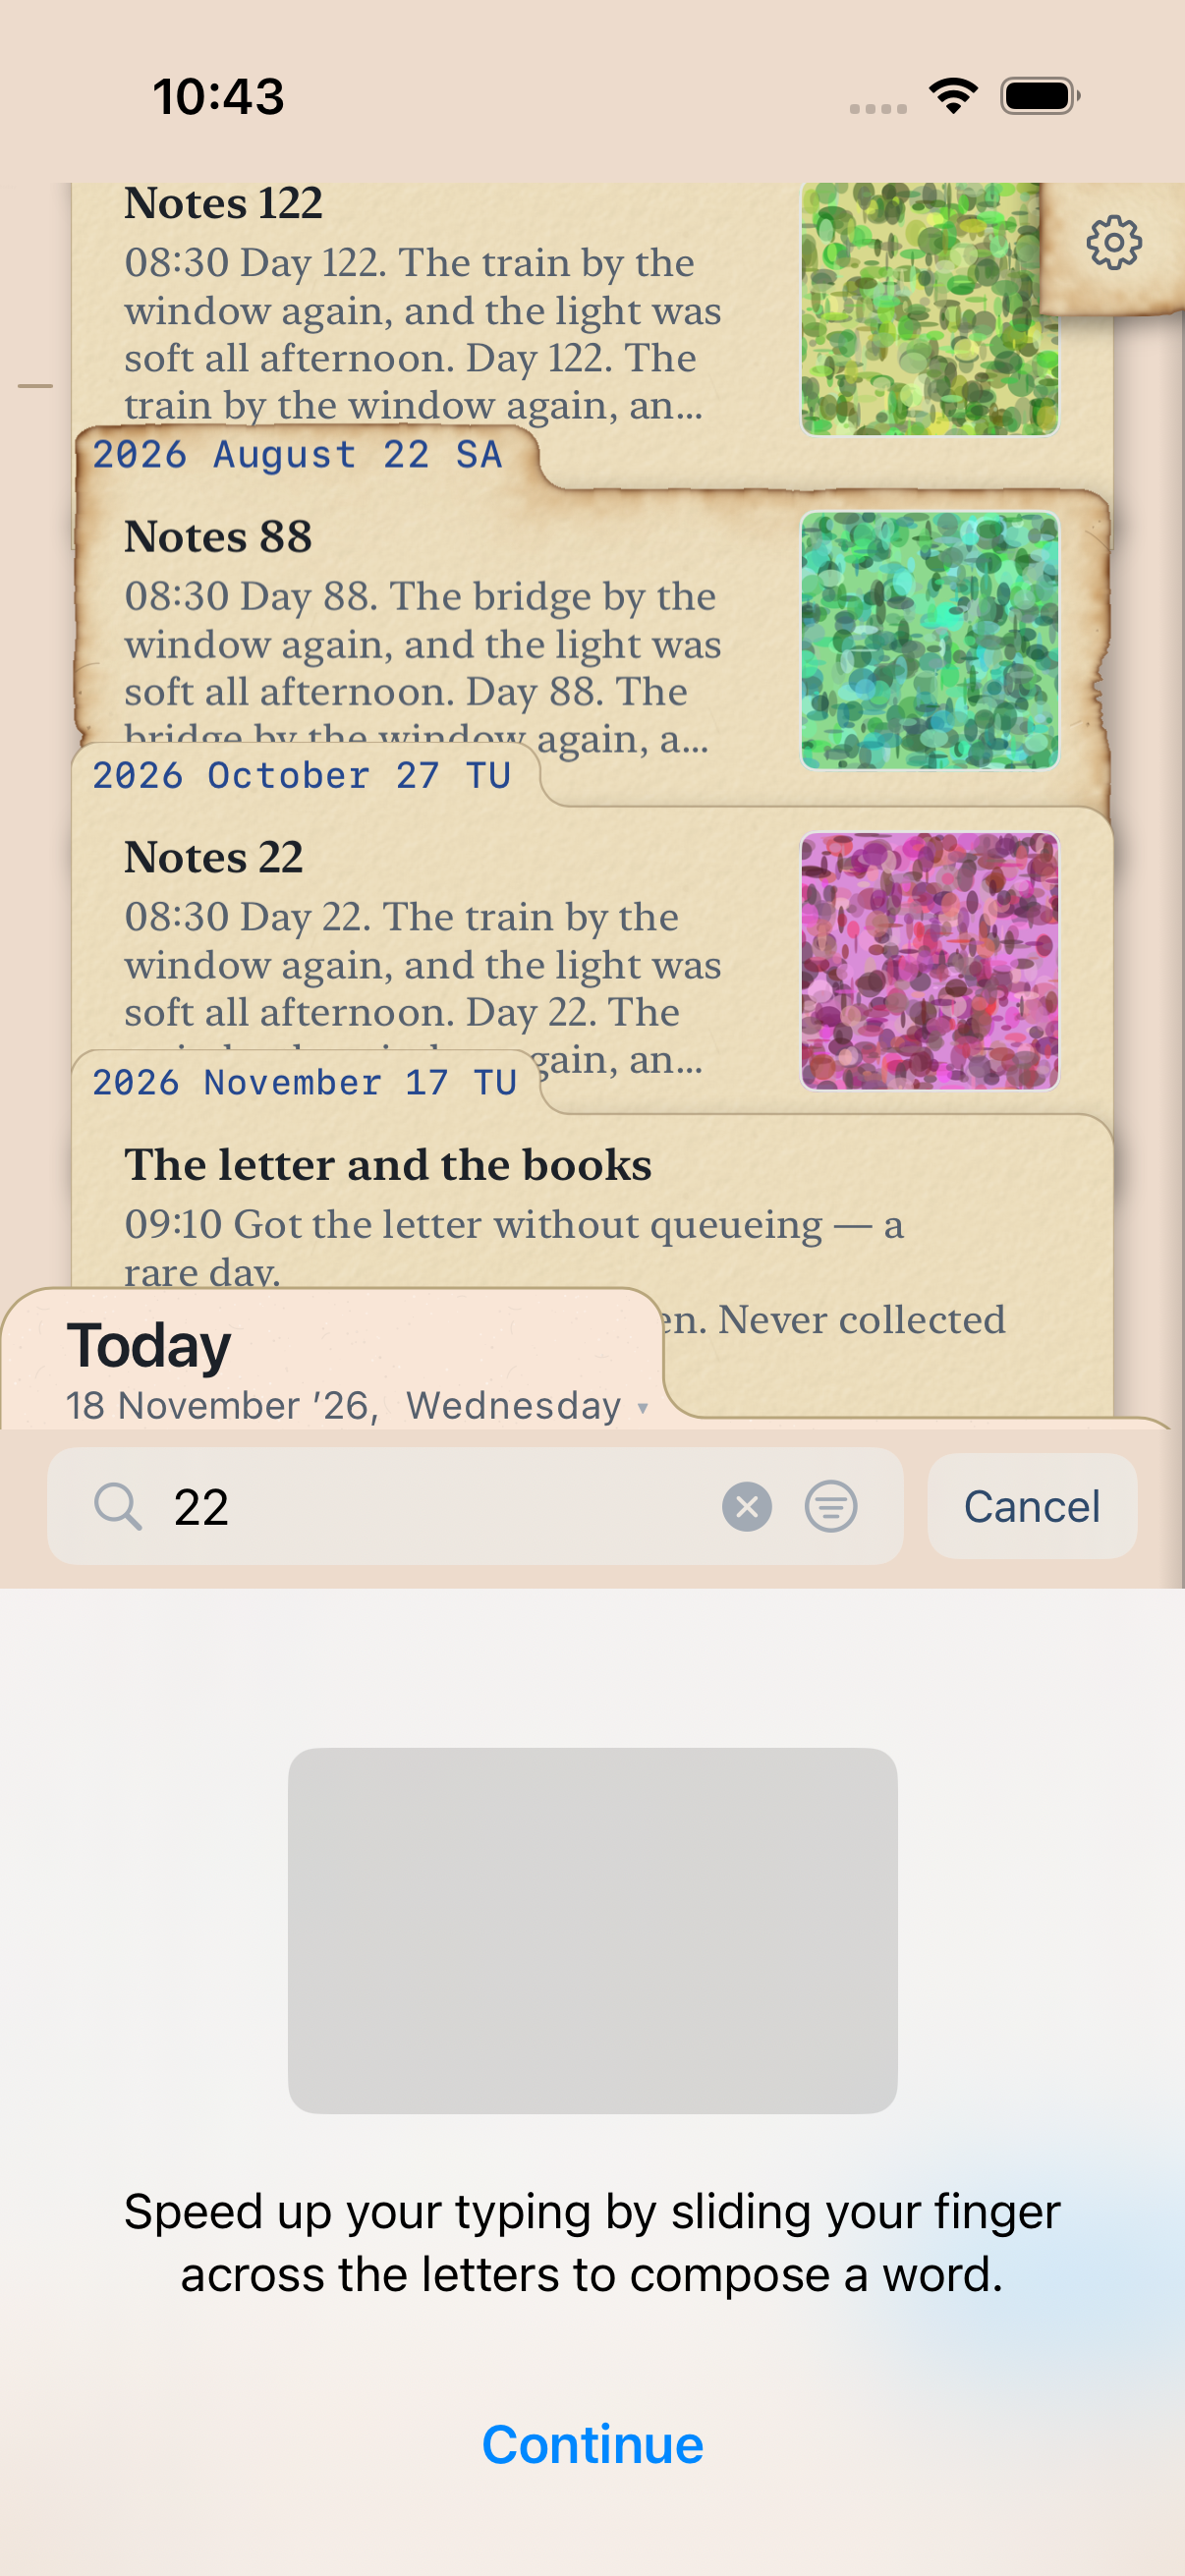 10:43
Notes 122
08:30 Day 122. The train by the
window again, and the light was
soft all afternoon. Day 122. The
train by the window again, an...
2026 August 22 SA
Notes 88
08:30 Day 88. The bridge by the
window again, and the light was
soft all afternoon. Day 88. The
bridge by the window again, a...
2026 October 27 TU
Notes 22
08:30 Day 22. The train by the
window again, and the light was
soft all afternoon. Day 22. The
gain, an...
2026 November 17 TU
The letter and the books
09:10 Got the letter without queueing — a
rare day.
en. Never collected
Today
18 November ’26, Wednesday ▾
22
Cancel
Speed up your typing by sliding your finger
across the letters to compose a word.
Continue